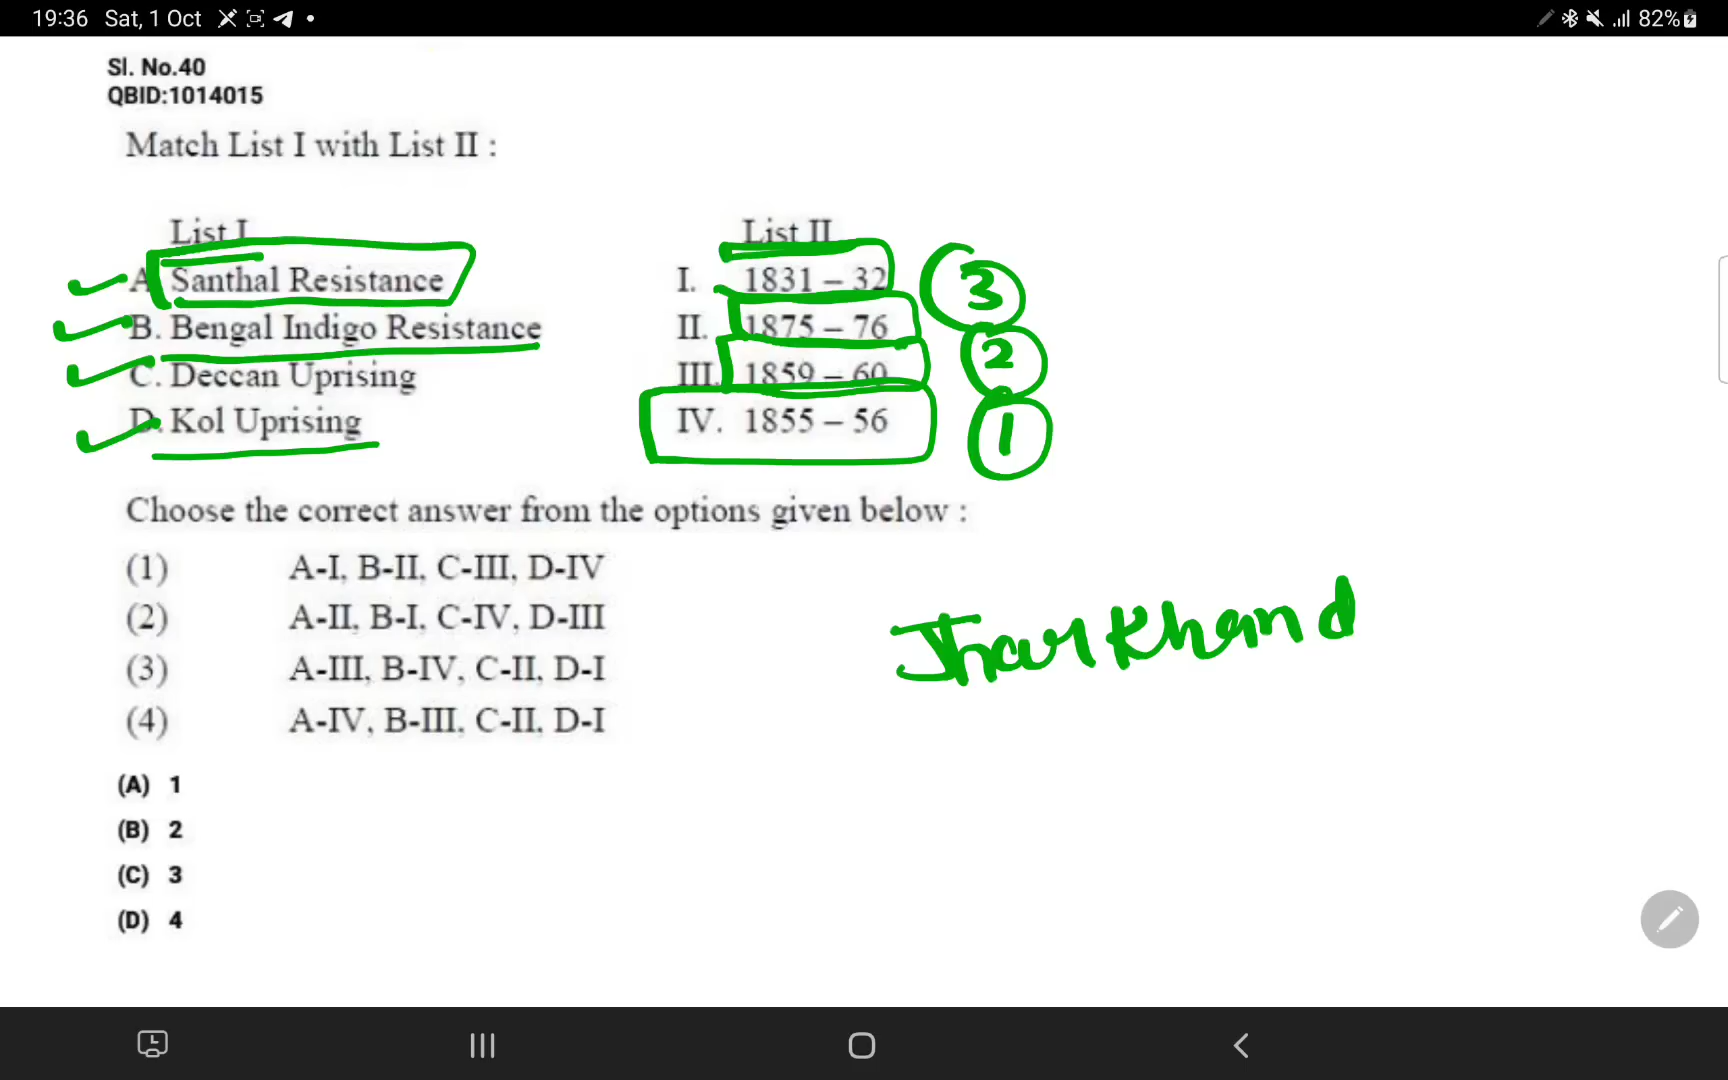 19:36 Sat, 1 Oct 82%
Sl. No.40
QBID:1014015
Match List I with List II :
List I List II
A. Santhal Resistance I. 1831 – 32 3
B. Bengal Indigo Resistance II. 1875 – 76 2
C. Deccan Uprising III. 1859 – 60
D. Kol Uprising IV. 1855 – 56 1
Choose the correct answer from the options given below :
(1) A-I, B-II, C-III, D-IV
(2) A-II, B-I, C-IV, D-III
(3) A-III, B-IV, C-II, D-I
(4) A-IV, B-III, C-II, D-I
Jharkhand
(A) 1
(B) 2
(C) 3
(D) 4